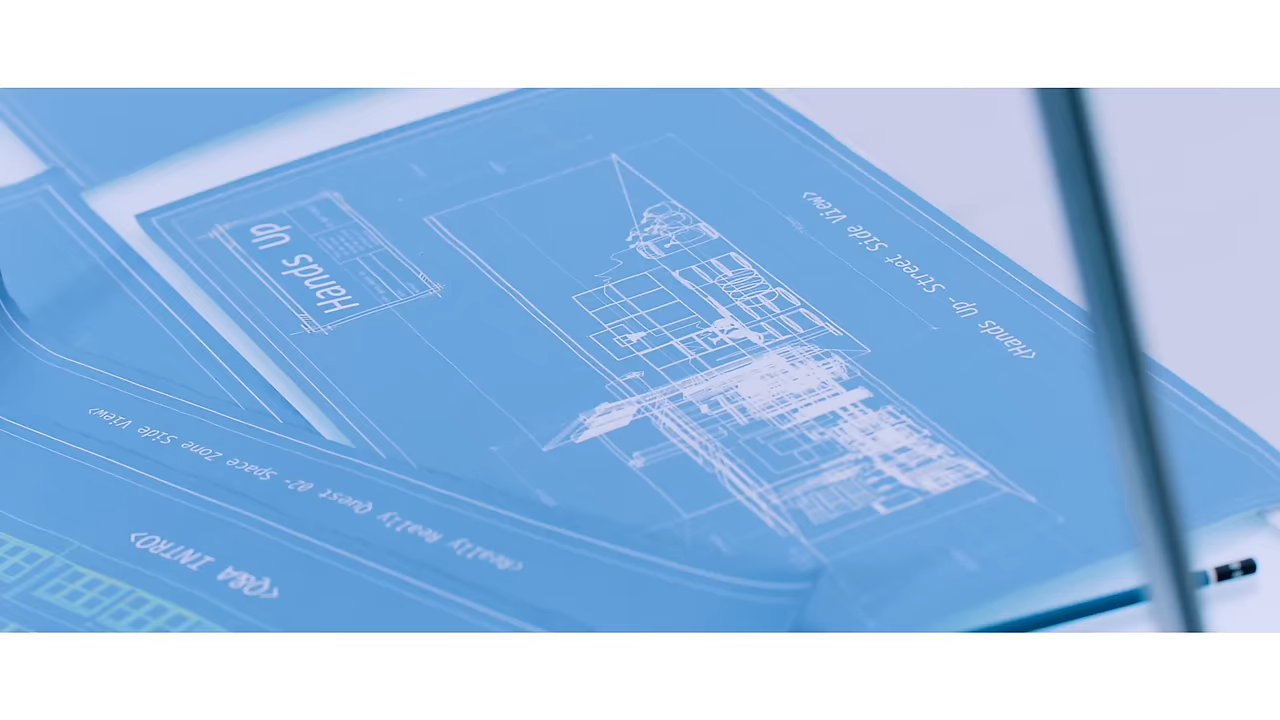 Hands Up
<Hands Up- Street Side View>
<Really Really Quest 02- Space Zone Side View>
<Q&A INTRO>